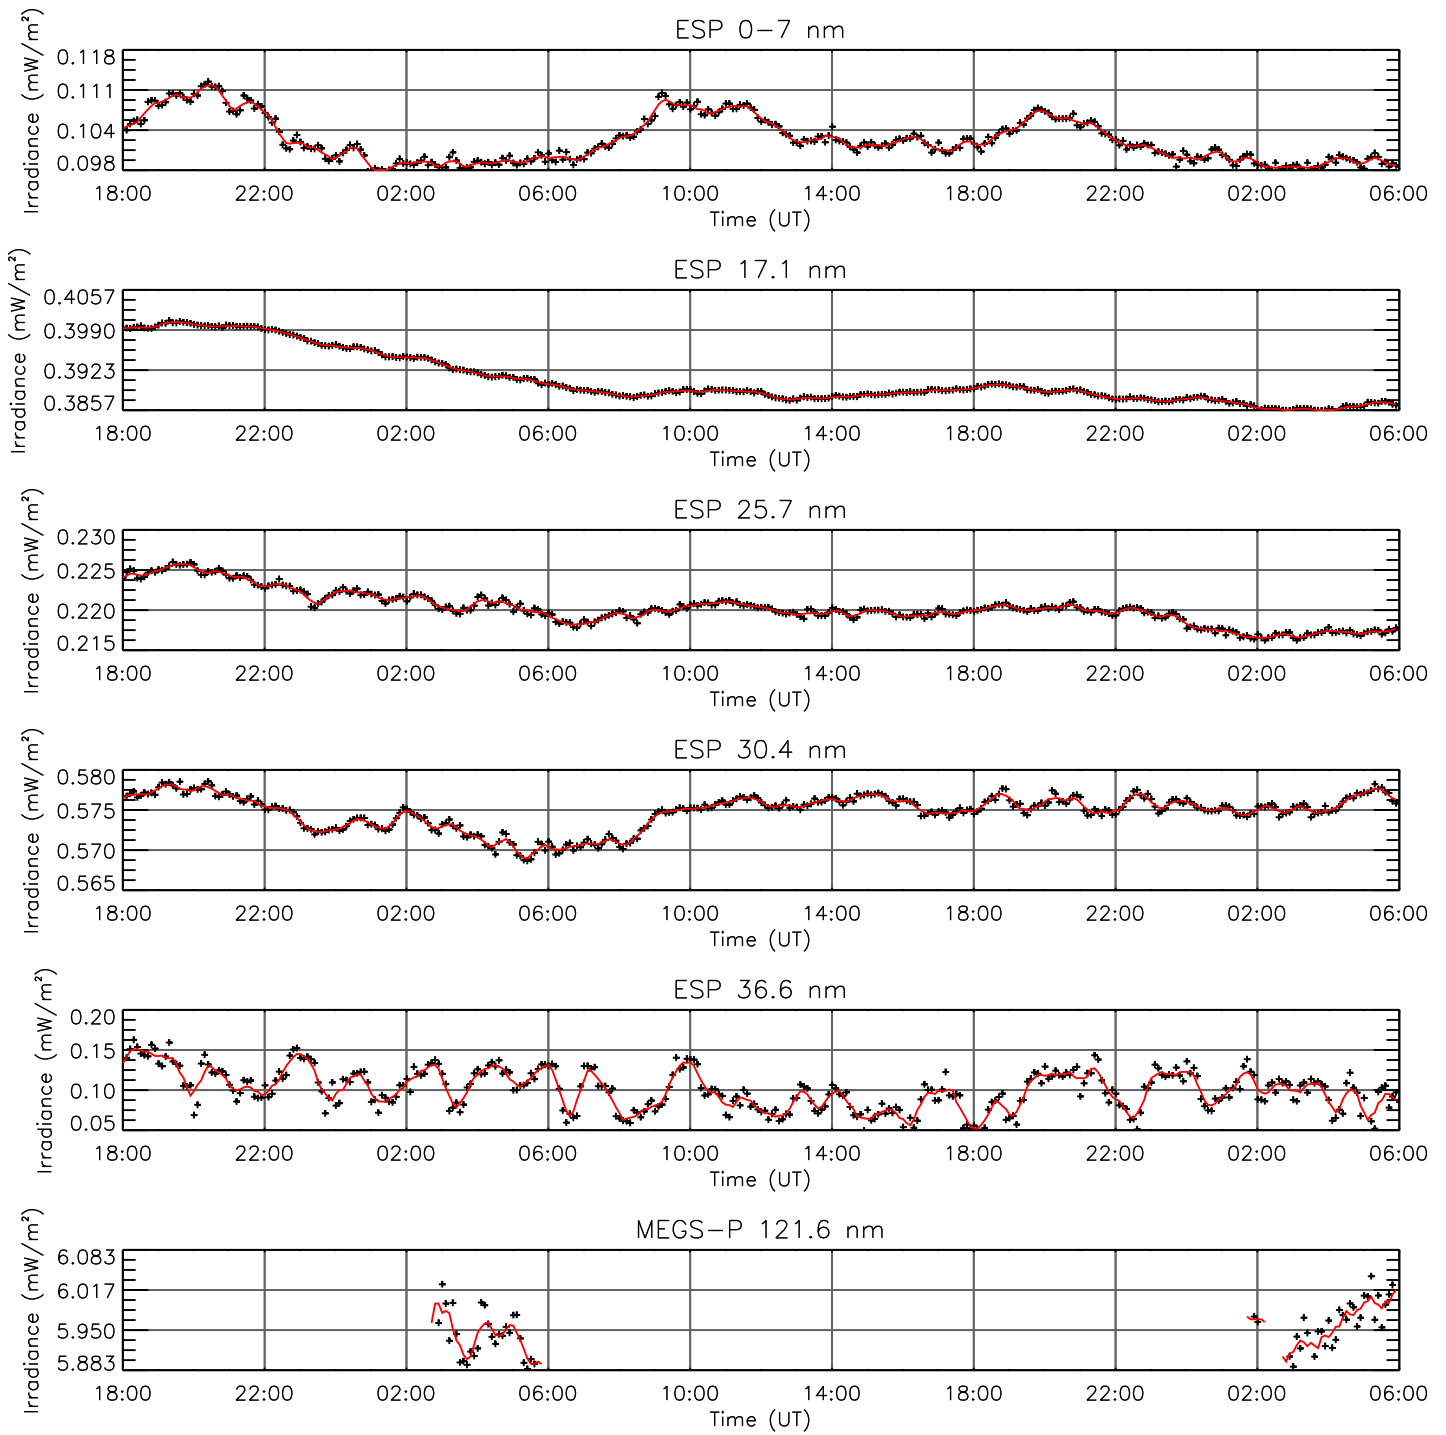 ESP 0-7 nm
Irradiance (mW/m²)
0.118
0.111
0.104
0.098
18:00 22:00 02:00 06:00 10:00 14:00 18:00 22:00 02:00 06:00
Time (UT)
ESP 17.1 nm
Irradiance (mW/m²)
0.4057
0.3990
0.3923
0.3857
18:00 22:00 02:00 06:00 10:00 14:00 18:00 22:00 02:00 06:00
Time (UT)
ESP 25.7 nm
Irradiance (mW/m²)
0.230
0.225
0.220
0.215
18:00 22:00 02:00 06:00 10:00 14:00 18:00 22:00 02:00 06:00
Time (UT)
ESP 30.4 nm
Irradiance (mW/m²)
0.580
0.575
0.570
0.565
18:00 22:00 02:00 06:00 10:00 14:00 18:00 22:00 02:00 06:00
Time (UT)
ESP 36.6 nm
Irradiance (mW/m²)
0.20
0.15
0.10
0.05
18:00 22:00 02:00 06:00 10:00 14:00 18:00 22:00 02:00 06:00
Time (UT)
MEGS-P 121.6 nm
Irradiance (mW/m²)
6.083
6.017
5.950
5.883
18:00 22:00 02:00 06:00 10:00 14:00 18:00 22:00 02:00 06:00
Time (UT)